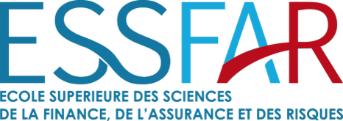 ESSFAR
ECOLE SUPERIEURE DES SCIENCES
DE LA FINANCE, DE L'ASSURANCE ET DES RISQUES